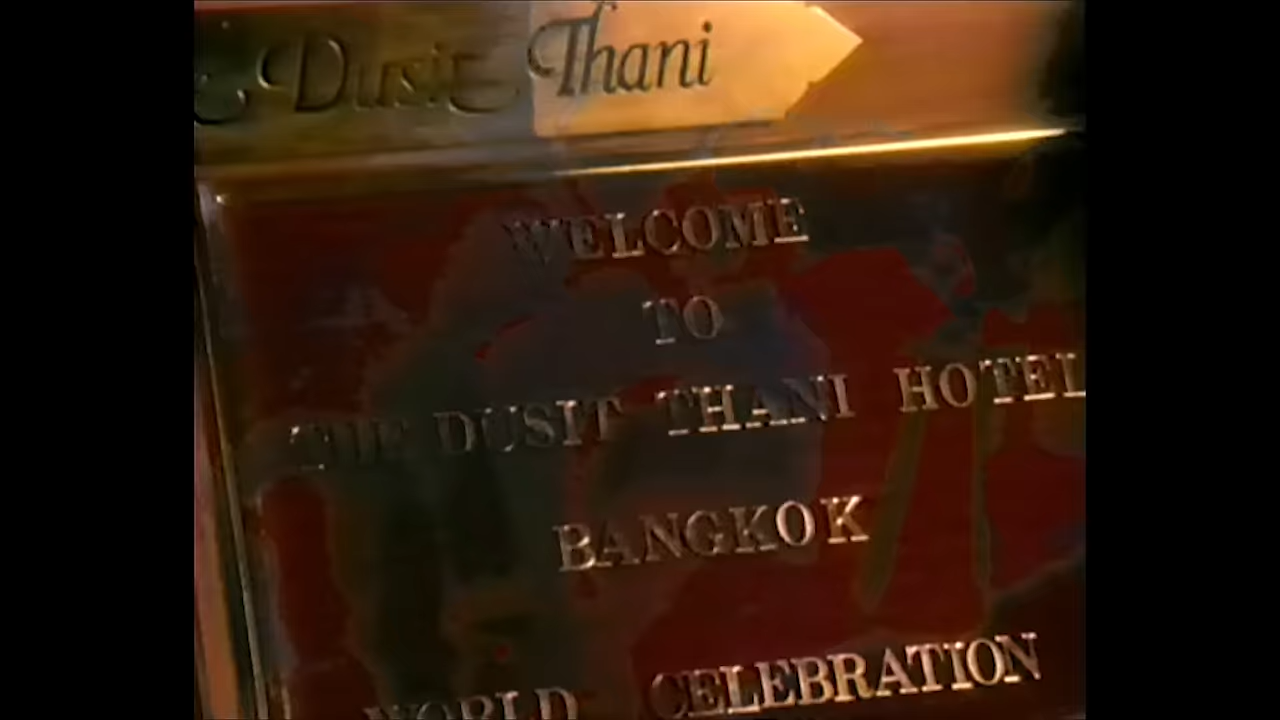 Dusit Thani
WELCOME
TO
THE DUSIT THANI HOTEL
BANGKOK
WORLD CELEBRATION